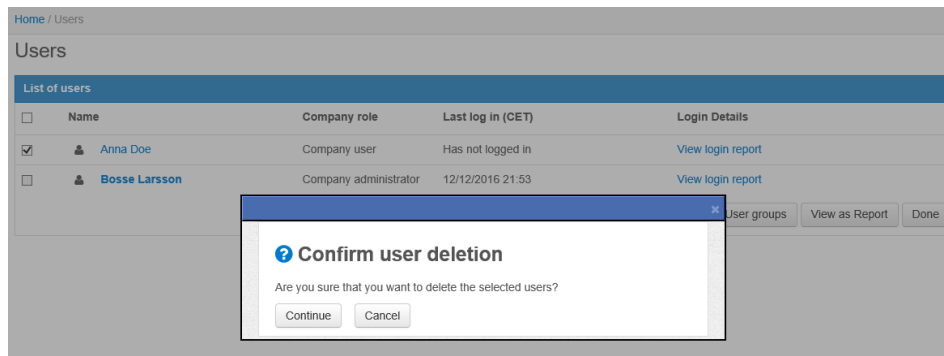 Home / Users
Users
List of users
Name Company role Last log in (CET) Login Details
Anna Doe Company user Has not logged in View login report
Bosse Larsson Company administrator 12/12/2016 21:53 View login report
User groups View as Report Done
Confirm user deletion
Are you sure that you want to delete the selected users?
Continue Cancel